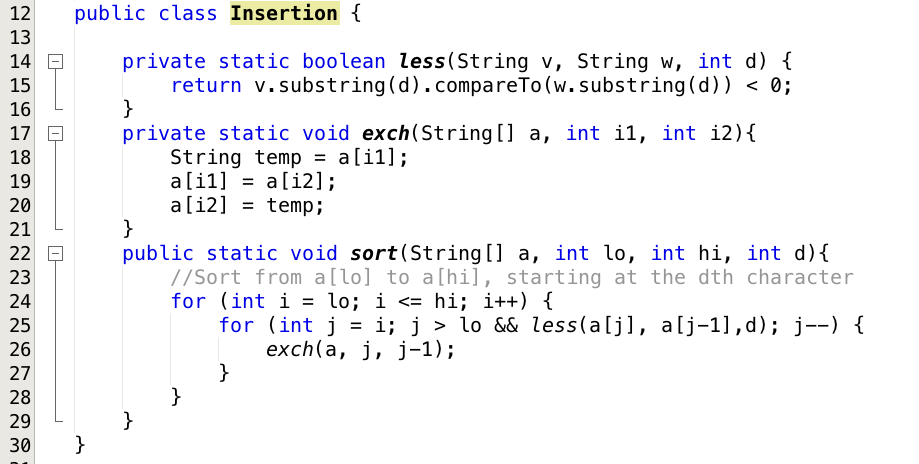 12 public class Insertion {
13
14 private static boolean less(String v, String w, int d) {
15 return v.substring(d).compareTo(w.substring(d)) < 0;
16 }
17 private static void exch(String[] a, int i1, int i2){
18 String temp = a[i1];
19 a[i1] = a[i2];
20 a[i2] = temp;
21 }
22 public static void sort(String[] a, int lo, int hi, int d){
23 //Sort from a[lo] to a[hi], starting at the dth character
24 for (int i = lo; i <= hi; i++) {
25 for (int j = i; j > lo && less(a[j], a[j-1],d); j--) {
26 exch(a, j, j-1);
27 }
28 }
29 }
30 }